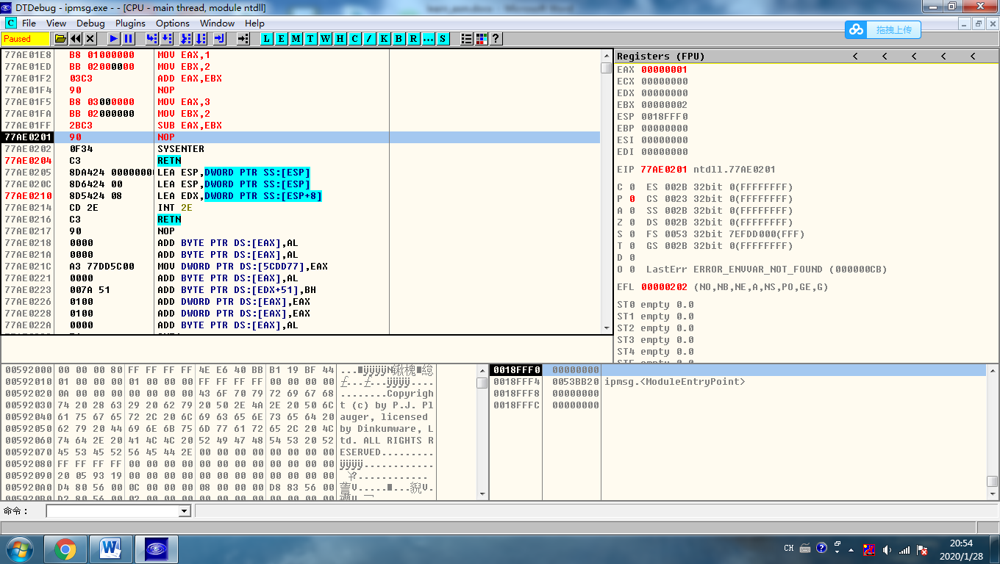 DTDebug - ipmsg.exe - - [CPU - main thread, module ntdll]
C File View Debug Plugins Options Window Help
拖拽上传
Paused L E M T W H C / K B R ... S ?
77AE01E8 B8 01000000 MOV EAX,1
77AE01ED BB 02000000 MOV EBX,2
77AE01F2 03C3 ADD EAX,EBX
77AE01F4 90 NOP
77AE01F5 B8 03000000 MOV EAX,3
77AE01FA BB 02000000 MOV EBX,2
77AE01FF 2BC3 SUB EAX,EBX
77AE0201 90 NOP
77AE0202 0F34 SYSENTER
77AE0204 C3 RETN
77AE0205 8DA424 00000000 LEA ESP,DWORD PTR SS:[ESP]
77AE020C 8D6424 00 LEA ESP,DWORD PTR SS:[ESP]
77AE0210 8D5424 08 LEA EDX,DWORD PTR SS:[ESP+8]
77AE0214 CD 2E INT 2E
77AE0216 C3 RETN
77AE0217 90 NOP
77AE0218 0000 ADD BYTE PTR DS:[EAX],AL
77AE021A 0000 ADD BYTE PTR DS:[EAX],AL
77AE021C A3 77DD5C00 MOV DWORD PTR DS:[5CDD77],EAX
77AE0221 0000 ADD BYTE PTR DS:[EAX],AL
77AE0223 007A 51 ADD BYTE PTR DS:[EDX+51],BH
77AE0226 0100 ADD DWORD PTR DS:[EAX],EAX
77AE0228 0100 ADD DWORD PTR DS:[EAX],EAX
77AE022A 0000 ADD BYTE PTR DS:[EAX],AL
Registers (FPU) < < < < <
EAX 00000001
ECX 00000000
EDX 00000000
EBX 00000002
ESP 0018FFF0
EBP 00000000
ESI 00000000
EDI 00000000
EIP 77AE0201 ntdll.77AE0201
C 0 ES 002B 32bit 0(FFFFFFFF)
P 0 CS 0023 32bit 0(FFFFFFFF)
A 0 SS 002B 32bit 0(FFFFFFFF)
Z 0 DS 002B 32bit 0(FFFFFFFF)
S 0 FS 0053 32bit 7EFDD000(FFF)
T 0 GS 002B 32bit 0(FFFFFFFF)
D 0
O 0 LastErr ERROR_ENVVAR_NOT_FOUND (000000CB)
EFL 00000202 (NO,NB,NE,A,NS,PO,GE,G)
ST0 empty 0.0
ST1 empty 0.0
ST2 empty 0.0
ST3 empty 0.0
ST4 empty 0.0
ST5 empty 0.0
00592000 00 00 00 80 FF FF FF FF 4E E6 40 BB B1 19 BF 44
00592010 01 00 00 00 01 00 00 00 FF FF FF FF 00 00 00 00
00592020 0A 00 00 00 00 00 00 00 43 6F 70 79 72 69 67 68 ........Copyrigh
00592030 74 20 28 63 29 20 62 79 20 50 2E 4A 2E 20 50 6C t (c) by P.J. Pl
00592040 61 75 67 65 72 2C 20 6C 69 63 65 6E 73 65 64 20 auger, licensed
00592050 62 79 20 44 69 6E 6B 75 6D 77 61 72 65 2C 20 4C by Dinkumware, L
00592060 74 64 2E 20 41 4C 4C 20 52 49 47 48 54 53 20 52 td. ALL RIGHTS R
00592070 45 53 45 52 56 45 44 2E 00 00 00 00 00 00 00 00 ESERVED.........
00592080 FF FF FF FF 00 00 00 00 00 00 00 00 00 00 00 00 ÿÿÿÿ............
00592090 20 05 93 19 00 00 00 00 00 00 00 00 00 00 00 00
005920A0 D4 80 56 00 0C 00 00 00 08 00 00 00 D8 83 56 00
005920B0 D2 80 56 00 02 00 00 00 00 00 00 00 00 00 00 00
0018FFF0 00000000
0018FFF4 0053BB20 ipmsg.<ModuleEntryPoint>
0018FFF8 00000000
0018FFFC 00000000
命令：
CH
20:54
2020/1/28